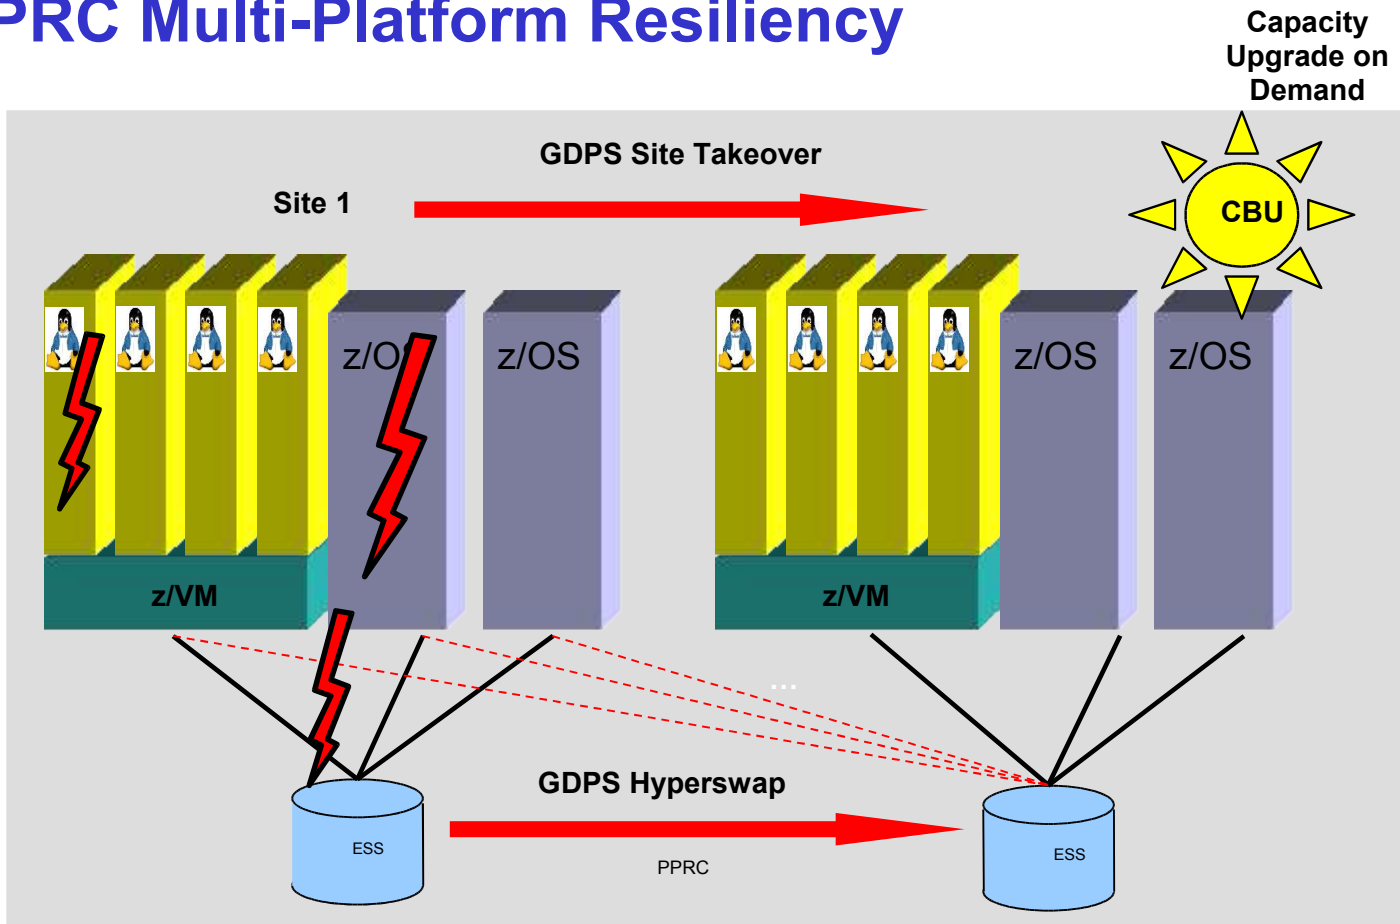 PRC Multi-Platform Resiliency
Capacity
Upgrade on
Demand
GDPS Site Takeover
Site 1
CBU
z/OS
z/OS
z/OS
z/OS
z/VM
z/VM
...
GDPS Hyperswap
ESS
ESS
PPRC